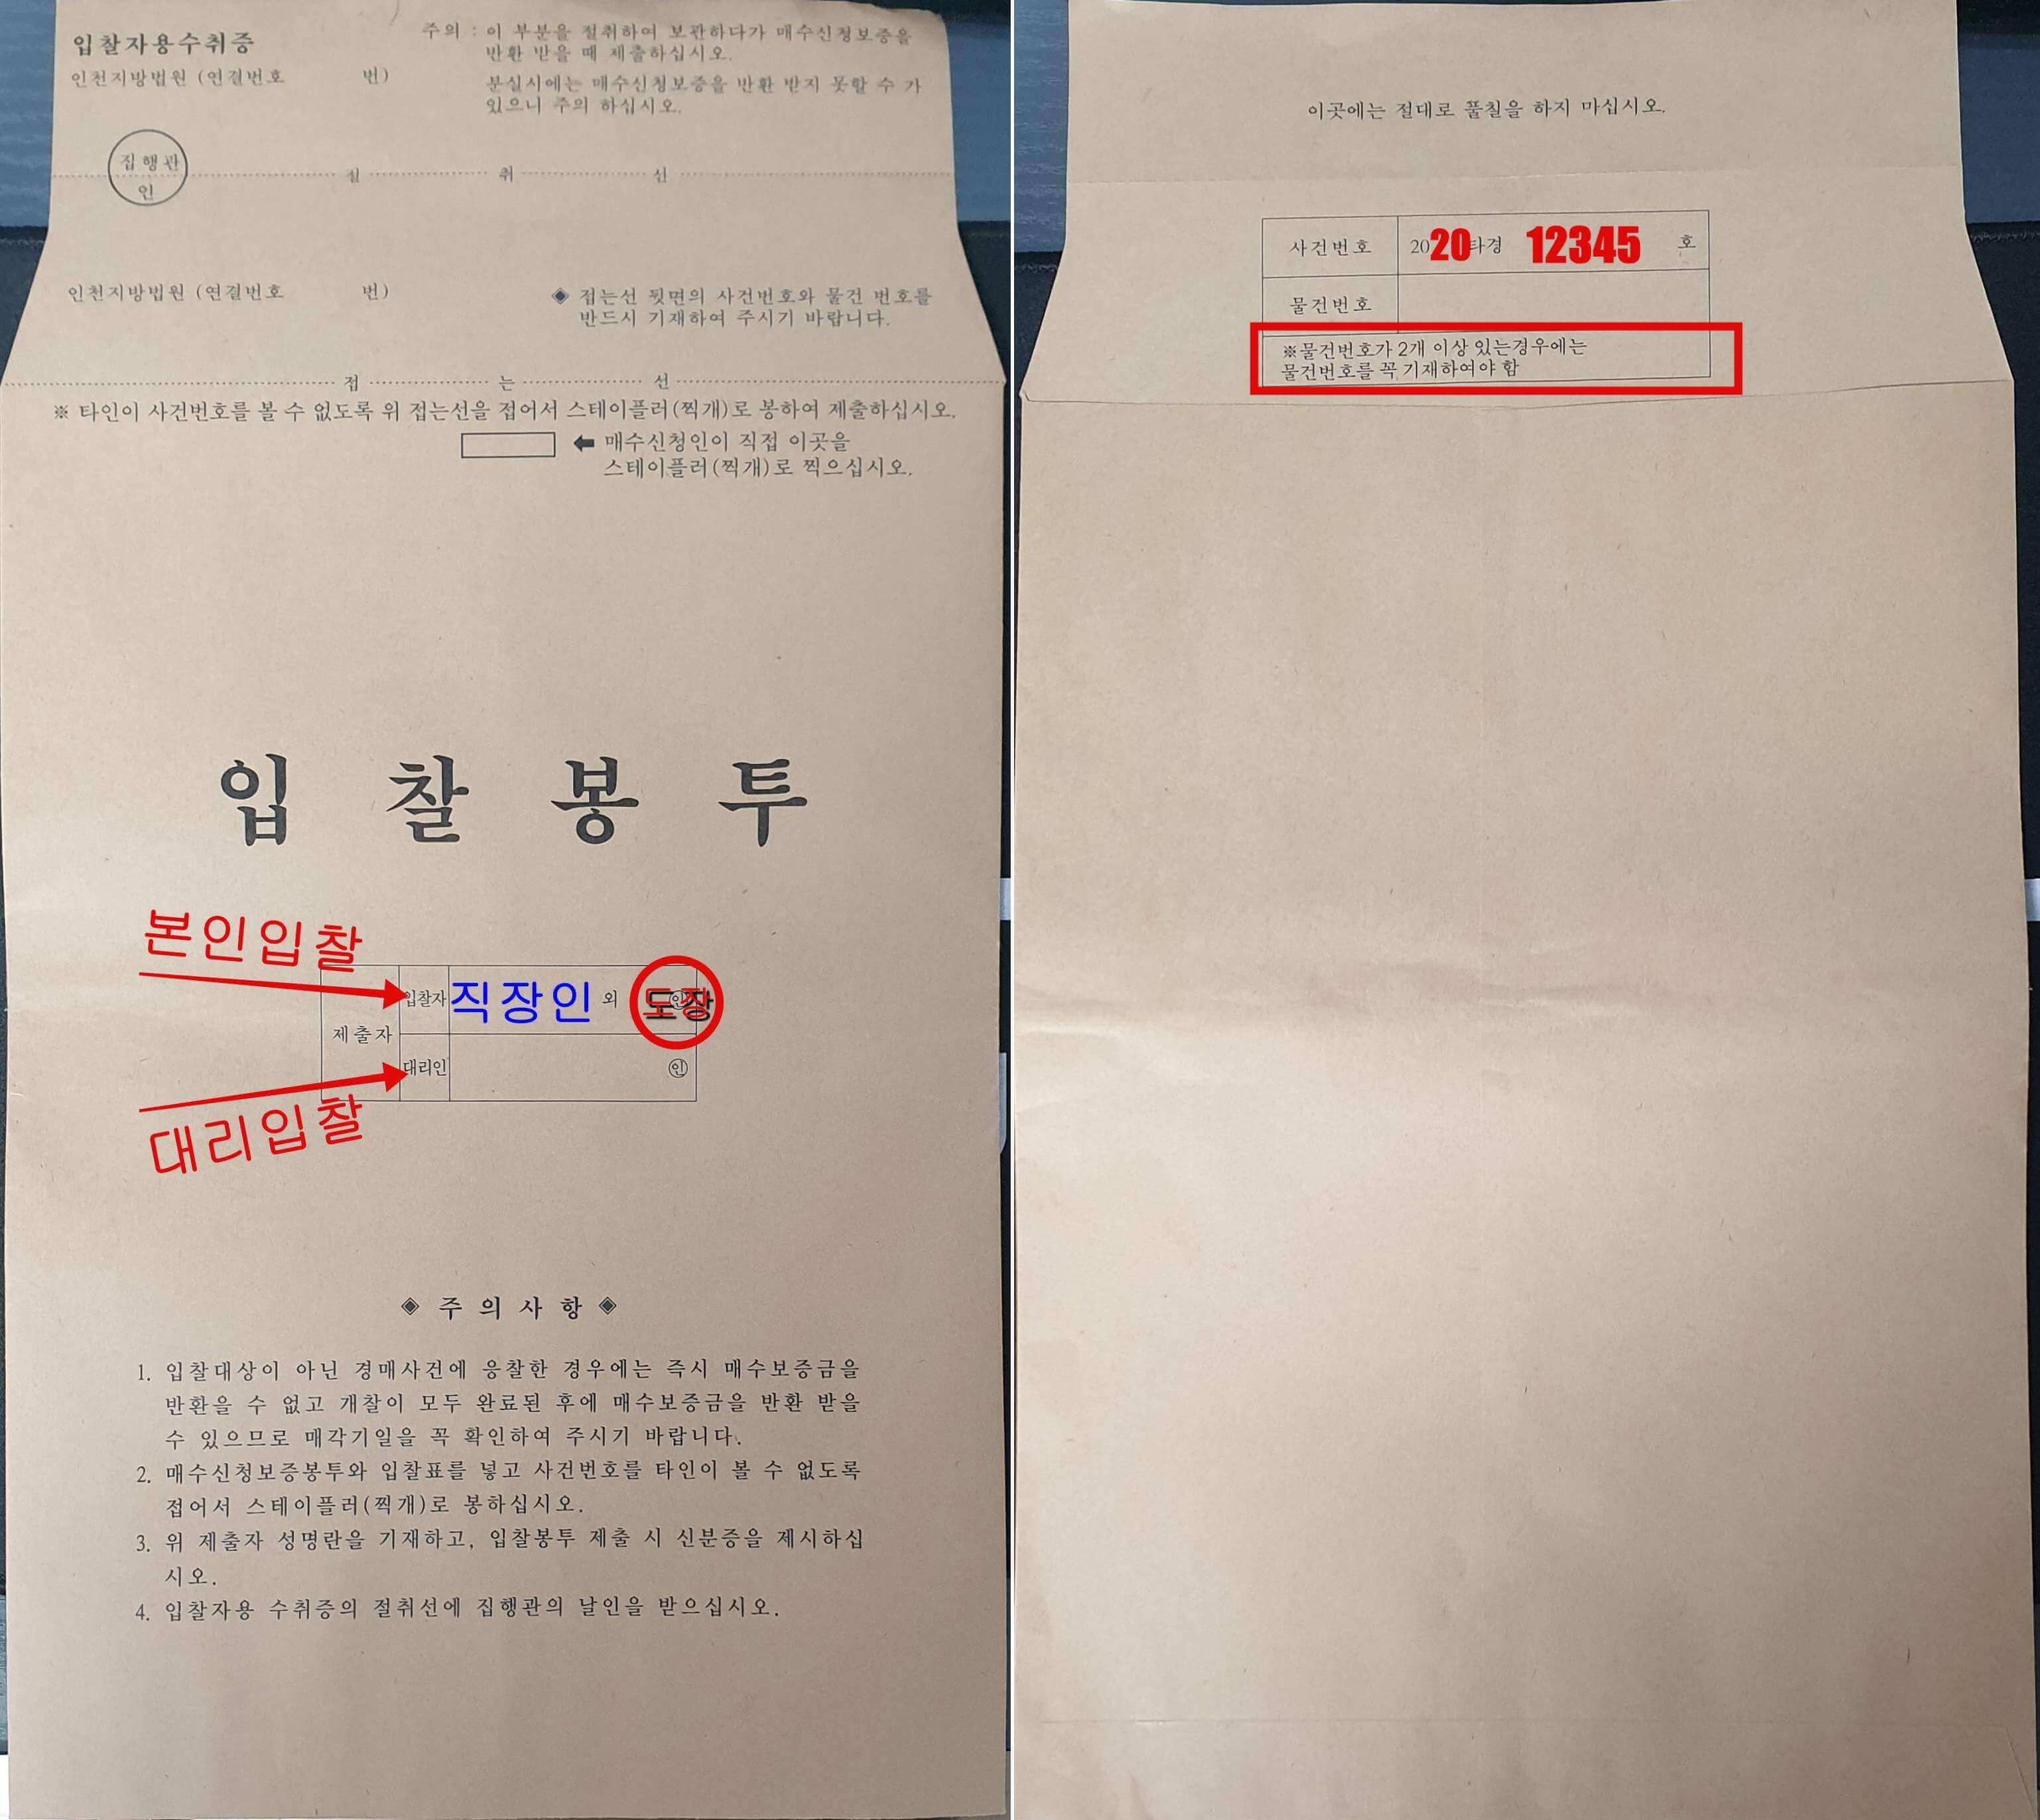 입찰자용수취증
인천지방법원 (연결번호 번)
주의 : 이 부분을 절취하여 보관하다가 매수신청보증을
반환 받을 때 제출하십시오.
분실시에는 매수신청보증을 반환 받지 못할 수 가
있으니 주의 하십시오.
집행관
인
절 취 선
인천지방법원 (연결번호 번)
◈ 접는선 뒷면의 사건번호와 물건 번호를
반드시 기재하여 주시기 바랍니다.
접 는 선
※ 타인이 사건번호를 볼 수 없도록 위 접는선을 접어서 스테이플러(찍개)로 봉하여 제출하십시오.
⬅ 매수신청인이 직접 이곳을
스테이플러(찍개)로 찍으십시오.
입 찰 봉 투
본인입찰
제출자
입찰자 직장인 외 도장
대리인 ㉑
대리입찰
◈ 주 의 사 항 ◈
1. 입찰대상이 아닌 경매사건에 응찰한 경우에는 즉시 매수보증금을
반환을 수 없고 개찰이 모두 완료된 후에 매수보증금을 반환 받을
수 있으므로 매각기일을 꼭 확인하여 주시기 바랍니다.
2. 매수신청보증봉투와 입찰표를 넣고 사건번호를 타인이 볼 수 없도록
접어서 스테이플러(찍개)로 봉하십시오.
3. 위 제출자 성명란을 기재하고, 입찰봉투 제출 시 신분증을 제시하십
시오.
4. 입찰자용 수취증의 절취선에 집행관의 날인을 받으십시오.
이곳에는 절대로 풀칠을 하지 마십시오.
사건번호 2020타경 12345 호
물건번호
※물건번호가 2개 이상 있는경우에는
물건번호를 꼭 기재하여야 함